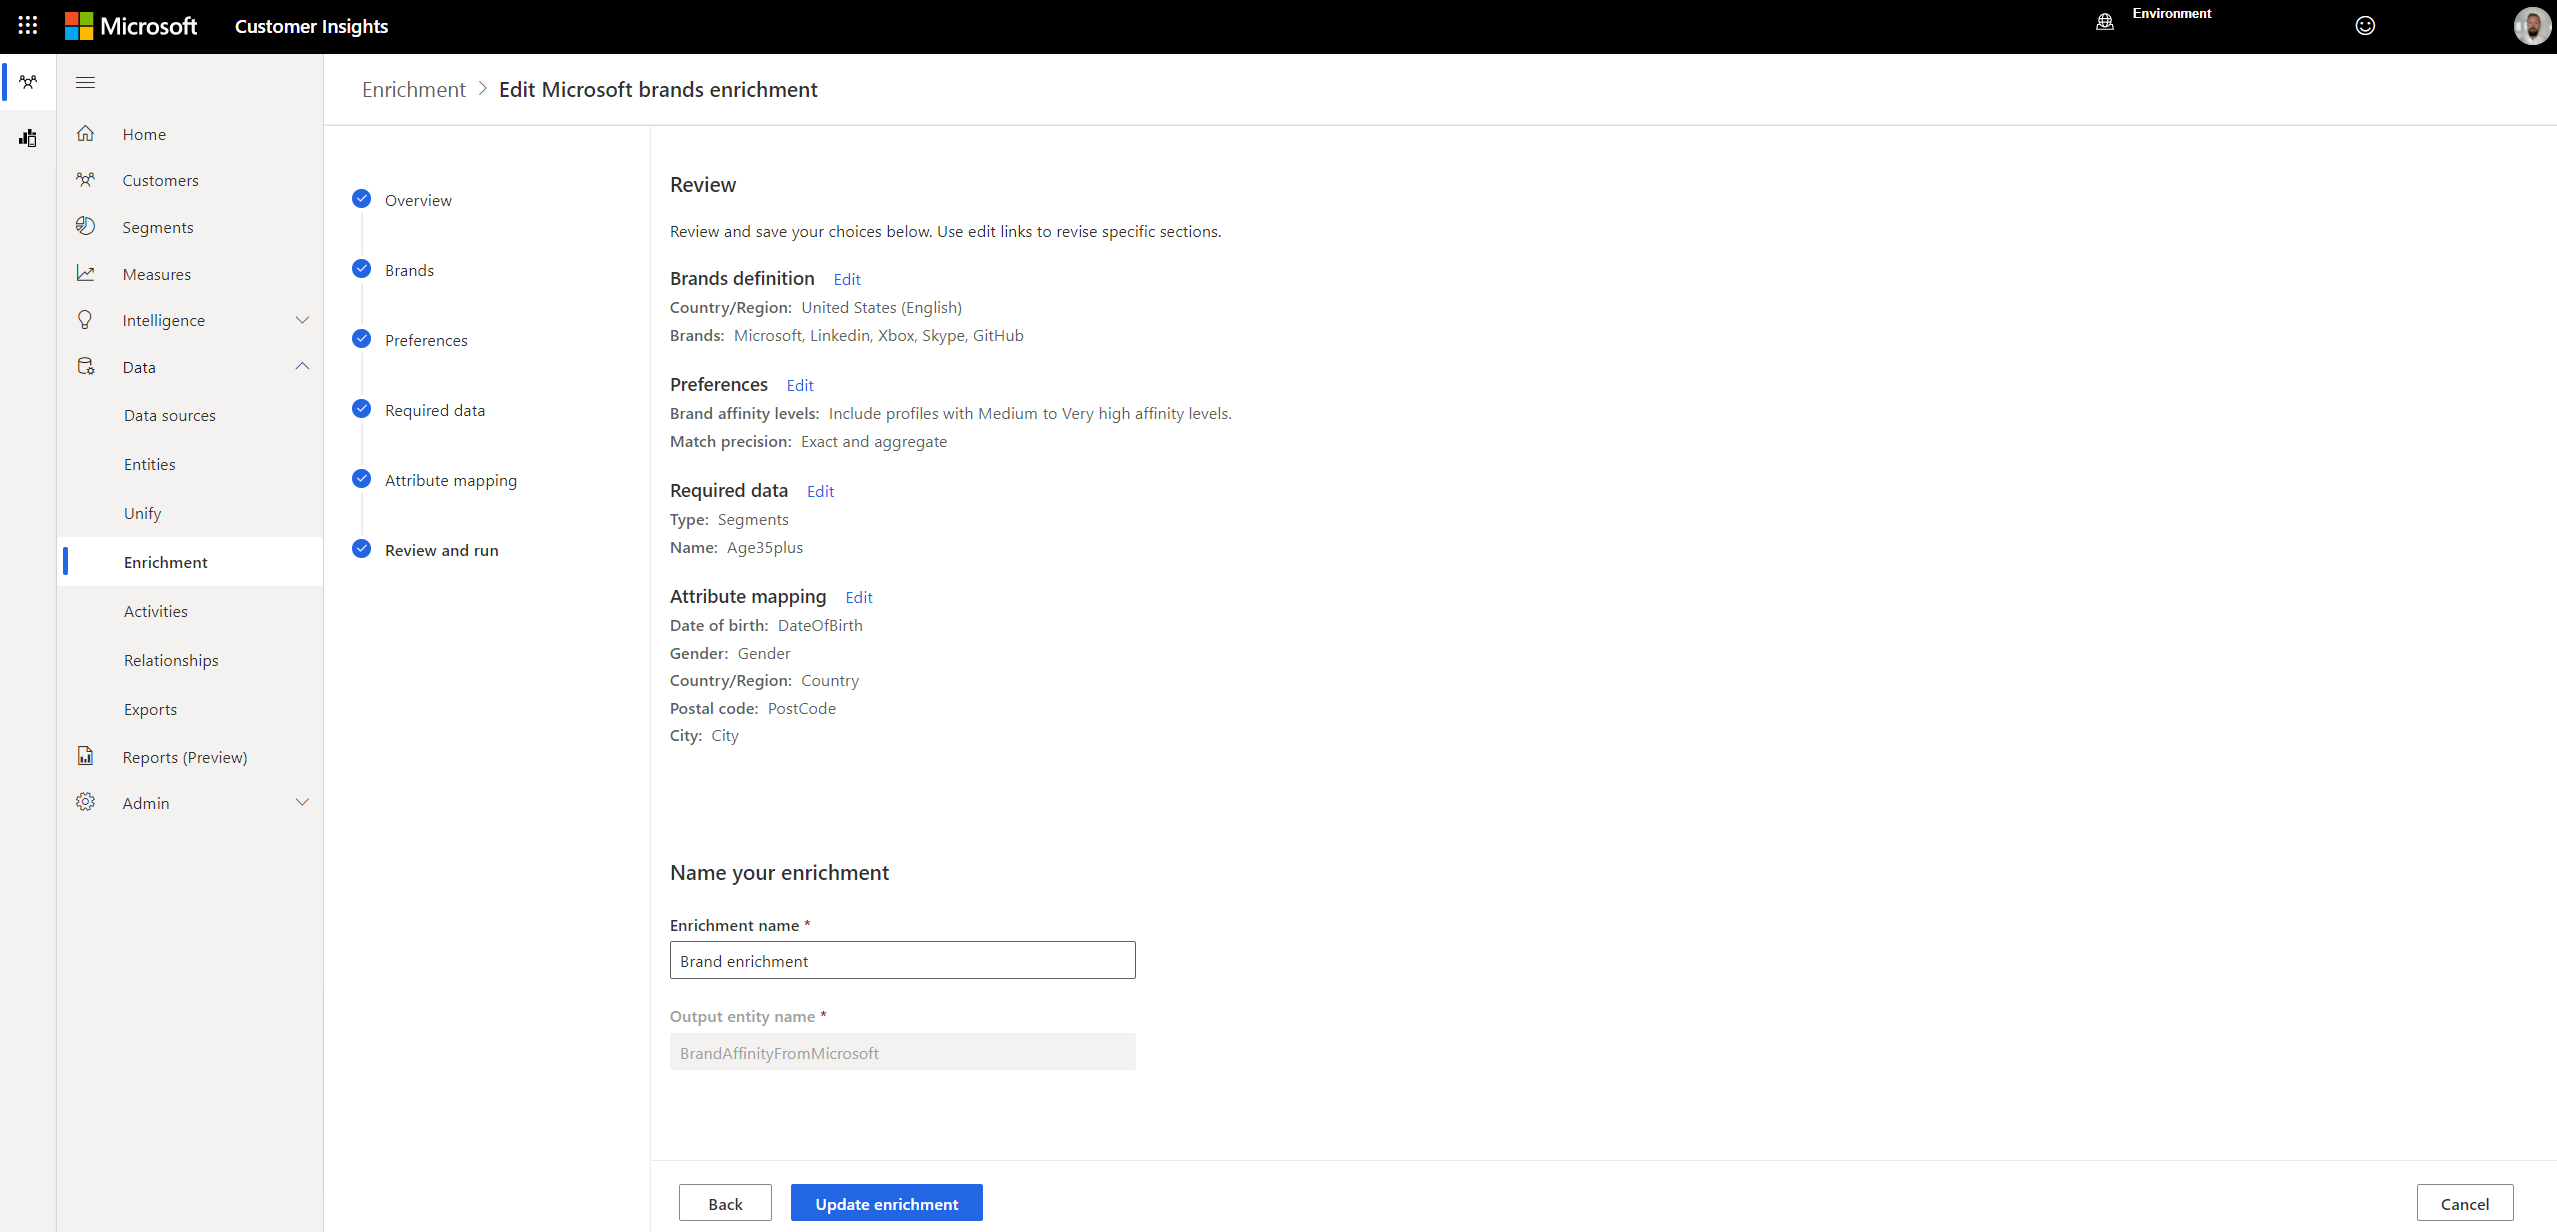 Microsoft Customer Insights Environment
Enrichment > Edit Microsoft brands enrichment
Home
Customers
Segments
Measures
Intelligence
Data
Data sources
Entities
Unify
Enrichment
Activities
Relationships
Exports
Reports (Preview)
Admin
Overview
Brands
Preferences
Required data
Attribute mapping
Review and run
Review
Review and save your choices below. Use edit links to revise specific sections.
Brands definition Edit
Country/Region: United States (English)
Brands: Microsoft, Linkedin, Xbox, Skype, GitHub
Preferences Edit
Brand affinity levels: Include profiles with Medium to Very high affinity levels.
Match precision: Exact and aggregate
Required data Edit
Type: Segments
Name: Age35plus
Attribute mapping Edit
Date of birth: DateOfBirth
Gender: Gender
Country/Region: Country
Postal code: PostCode
City: City
Name your enrichment
Enrichment name *
Brand enrichment
Output entity name *
BrandAffinityFromMicrosoft
Back Update enrichment Cancel